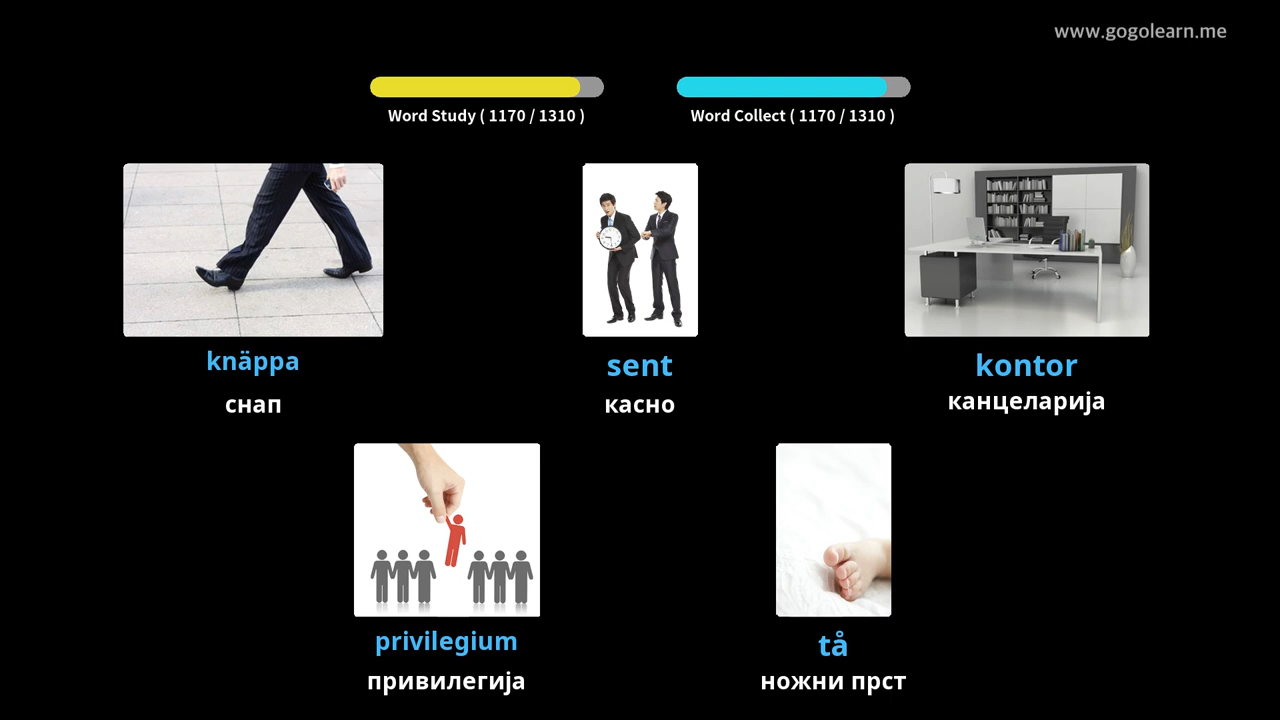 www.gogolearn.me
Word Study ( 1170 / 1310 )
Word Collect ( 1170 / 1310 )
knäppa
снап
sent
касно
kontor
канцеларија
privilegium
привилегија
tå
ножни прст